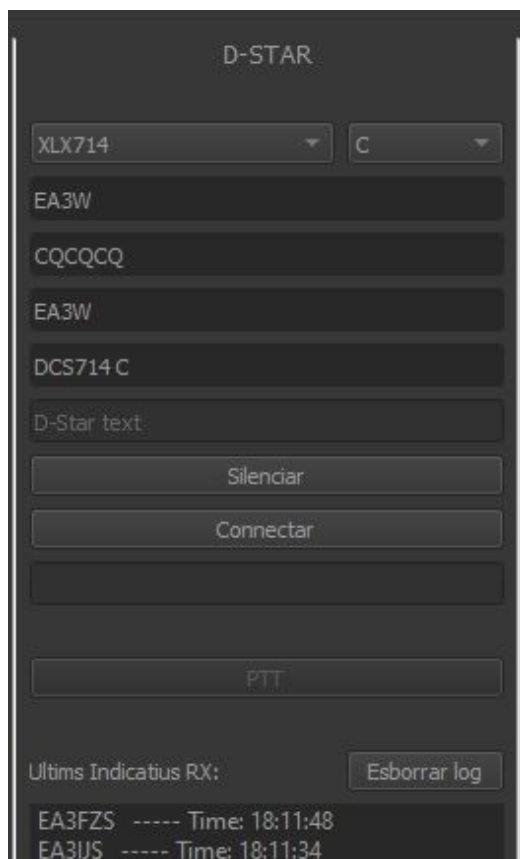 D-STAR
XLX714 C
EA3W
CQCQCQ
EA3W
DCS714 C
D-Star text
Silenciar
Connectar
PTT
Ultims Indicatius RX: Esborrar log
EA3FZS ----- Time: 18:11:48
EA3IJS ----- Time: 18:11:34